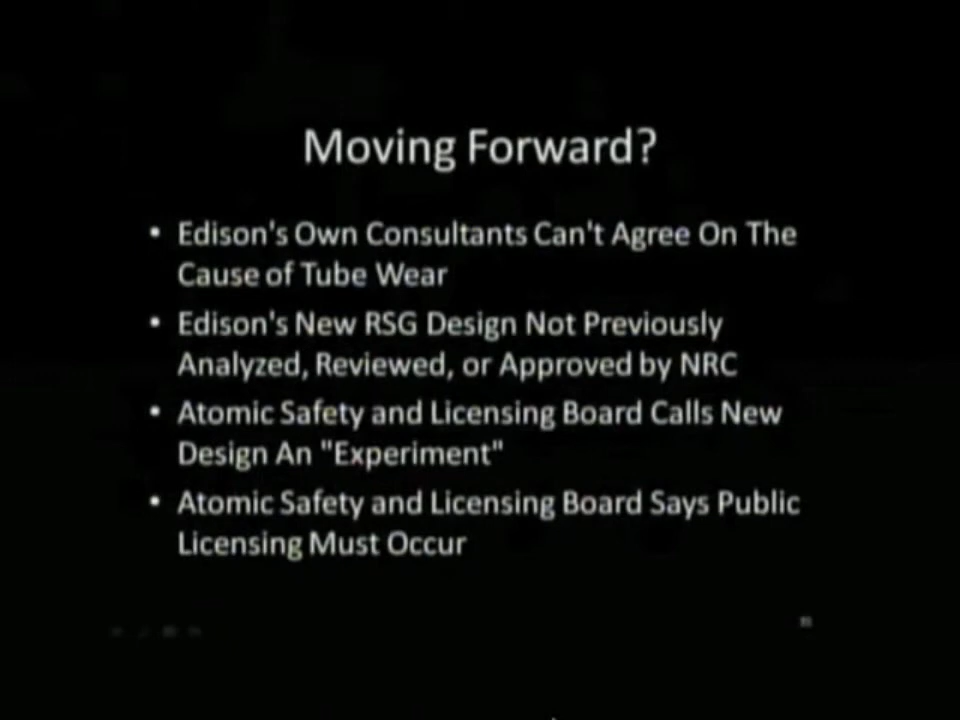 Moving Forward?
• Edison's Own Consultants Can't Agree On The
Cause of Tube Wear
• Edison's New RSG Design Not Previously
Analyzed, Reviewed, or Approved by NRC
• Atomic Safety and Licensing Board Calls New
Design An "Experiment"
• Atomic Safety and Licensing Board Says Public
Licensing Must Occur